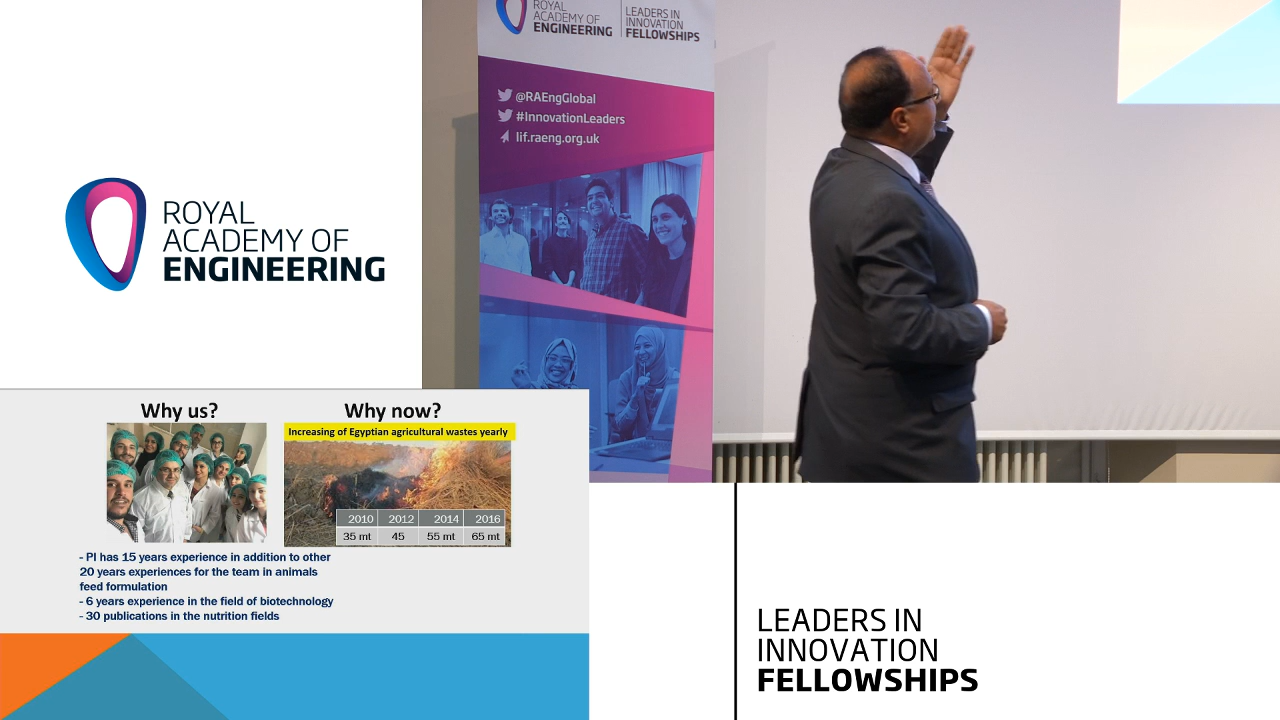 ROYAL
ACADEMY OF
ENGINEERING
ROYAL
ACADEMY OF
ENGINEERING
LEADERS IN
INNOVATION
FELLOWSHIPS
@RAEngGlobal
#InnovationLeaders
lif.raeng.org.uk
Why us?
Why now?
Increasing of Egyptian agricultural wastes yearly
2010 2012 2014 2016
35 mt 45 55 mt 65 mt
- PI has 15 years experience in addition to other
20 years experiences for the team in animals
feed formulation
- 6 years experience in the field of biotechnology
- 30 publications in the nutrition fields
LEADERS IN
INNOVATION
FELLOWSHIPS